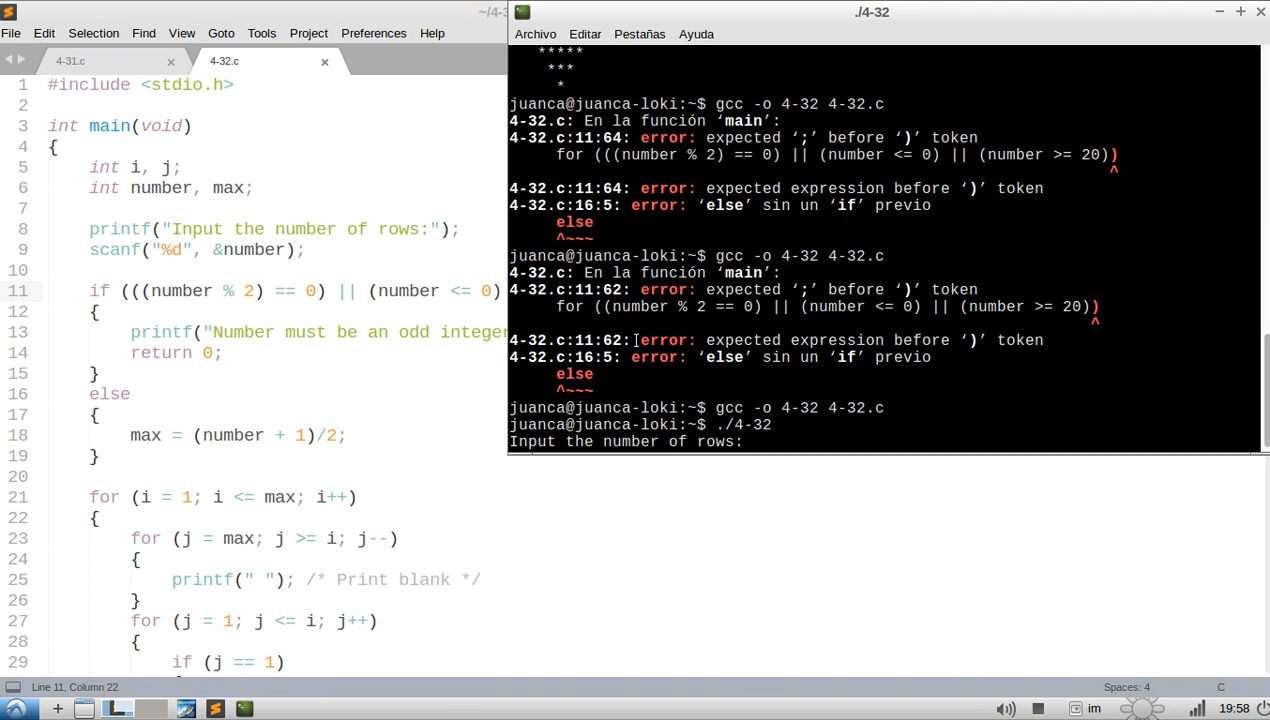 ~/4-3
File Edit Selection Find View Goto Tools Project Preferences Help
4-31.c × 4-32.c ×
1 #include <stdio.h>
2
3 int main(void)
4 {
5 int i, j;
6 int number, max;
7
8 printf("Input the number of rows:");
9 scanf("%d", &number);
10
11 if (((number % 2) == 0) || (number <= 0)
12 {
13 printf("Number must be an odd integer
14 return 0;
15 }
16 else
17 {
18 max = (number + 1)/2;
19 }
20
21 for (i = 1; i <= max; i++)
22 {
23 for (j = max; j >= i; j--)
24 {
25 printf(" "); /* Print blank */
26 }
27 for (j = 1; j <= i; j++)
28 {
29 if (j == 1)
Line 11, Column 22 Spaces: 4 C
./4-32
Archivo Editar Pestañas Ayuda
*****
***
*
juanca@juanca-loki:~$ gcc -o 4-32 4-32.c
4-32.c: En la función ‘main’:
4-32.c:11:64: error: expected ‘;’ before ‘)’ token
for (((number % 2) == 0) || (number <= 0) || (number >= 20))
^
4-32.c:11:64: error: expected expression before ‘)’ token
4-32.c:16:5: error: ‘else’ sin un ‘if’ previo
else
^~~~
juanca@juanca-loki:~$ gcc -o 4-32 4-32.c
4-32.c: En la función ‘main’:
4-32.c:11:62: error: expected ‘;’ before ‘)’ token
for ((number % 2 == 0) || (number <= 0) || (number >= 20))
^
4-32.c:11:62: error: expected expression before ‘)’ token
4-32.c:16:5: error: ‘else’ sin un ‘if’ previo
else
^~~~
juanca@juanca-loki:~$ gcc -o 4-32 4-32.c
juanca@juanca-loki:~$ ./4-32
Input the number of rows:
im 19:58